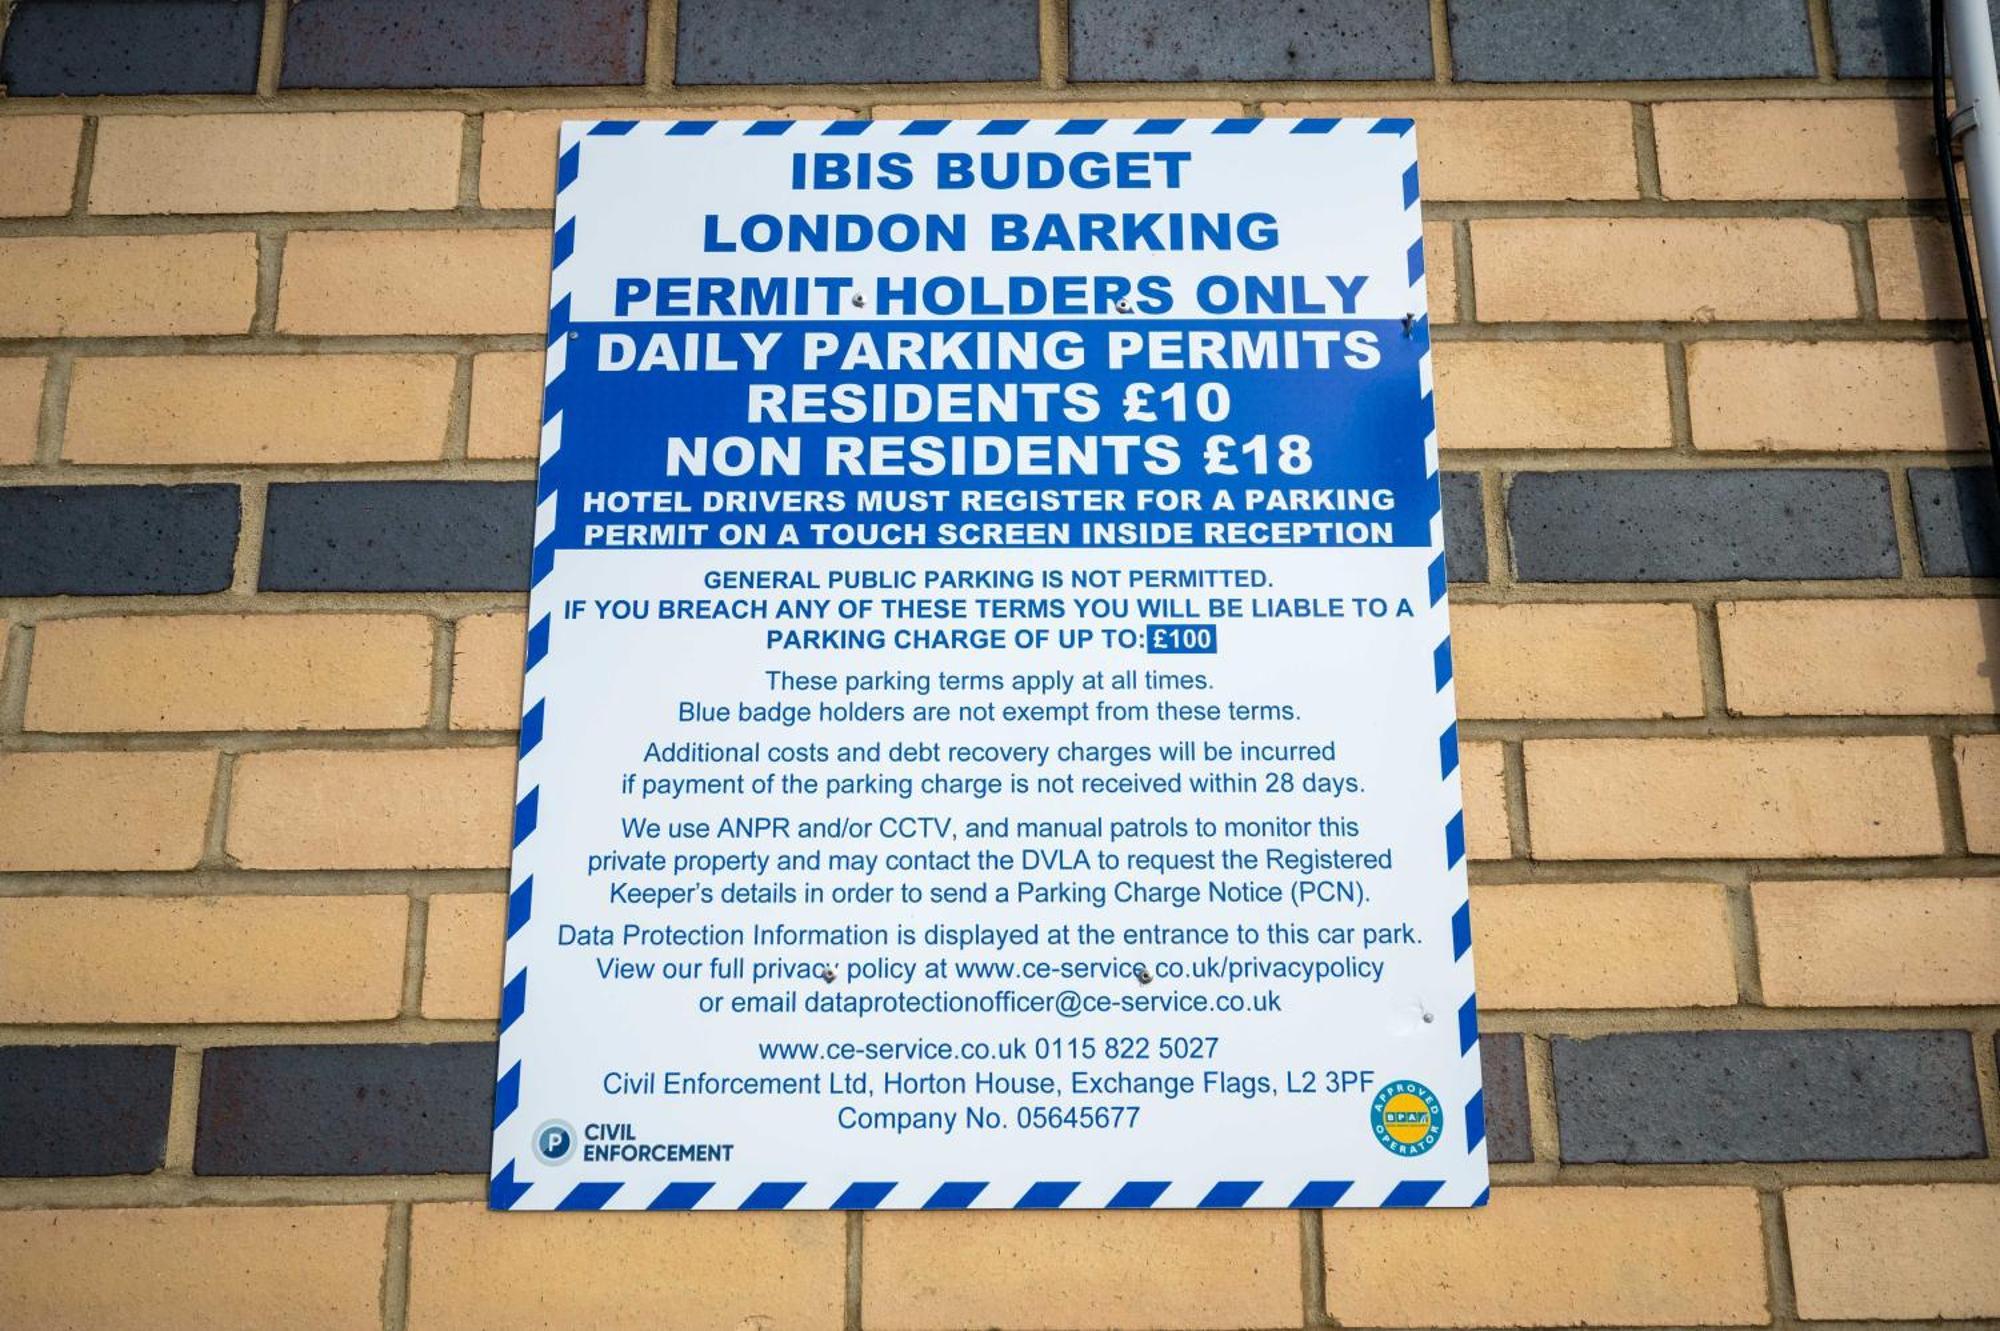 IBIS BUDGET
LONDON BARKING
PERMIT HOLDERS ONLY
DAILY PARKING PERMITS
RESIDENTS £10
NON RESIDENTS £18
HOTEL DRIVERS MUST REGISTER FOR A PARKING
PERMIT ON A TOUCH SCREEN INSIDE RECEPTION
GENERAL PUBLIC PARKING IS NOT PERMITTED.
IF YOU BREACH ANY OF THESE TERMS YOU WILL BE LIABLE TO A
PARKING CHARGE OF UP TO: £100
These parking terms apply at all times.
Blue badge holders are not exempt from these terms.
Additional costs and debt recovery charges will be incurred
if payment of the parking charge is not received within 28 days.
We use ANPR and/or CCTV, and manual patrols to monitor this
private property and may contact the DVLA to request the Registered
Keeper's details in order to send a Parking Charge Notice (PCN).
Data Protection Information is displayed at the entrance to this car park.
View our full privacy policy at www.ce-service.co.uk/privacypolicy
or email dataprotectionofficer@ce-service.co.uk
www.ce-service.co.uk 0115 822 5027
Civil Enforcement Ltd, Horton House, Exchange Flags, L2 3PF
Company No. 05645677
P CIVIL
ENFORCEMENT
APPROVED
BPA
OPERATOR